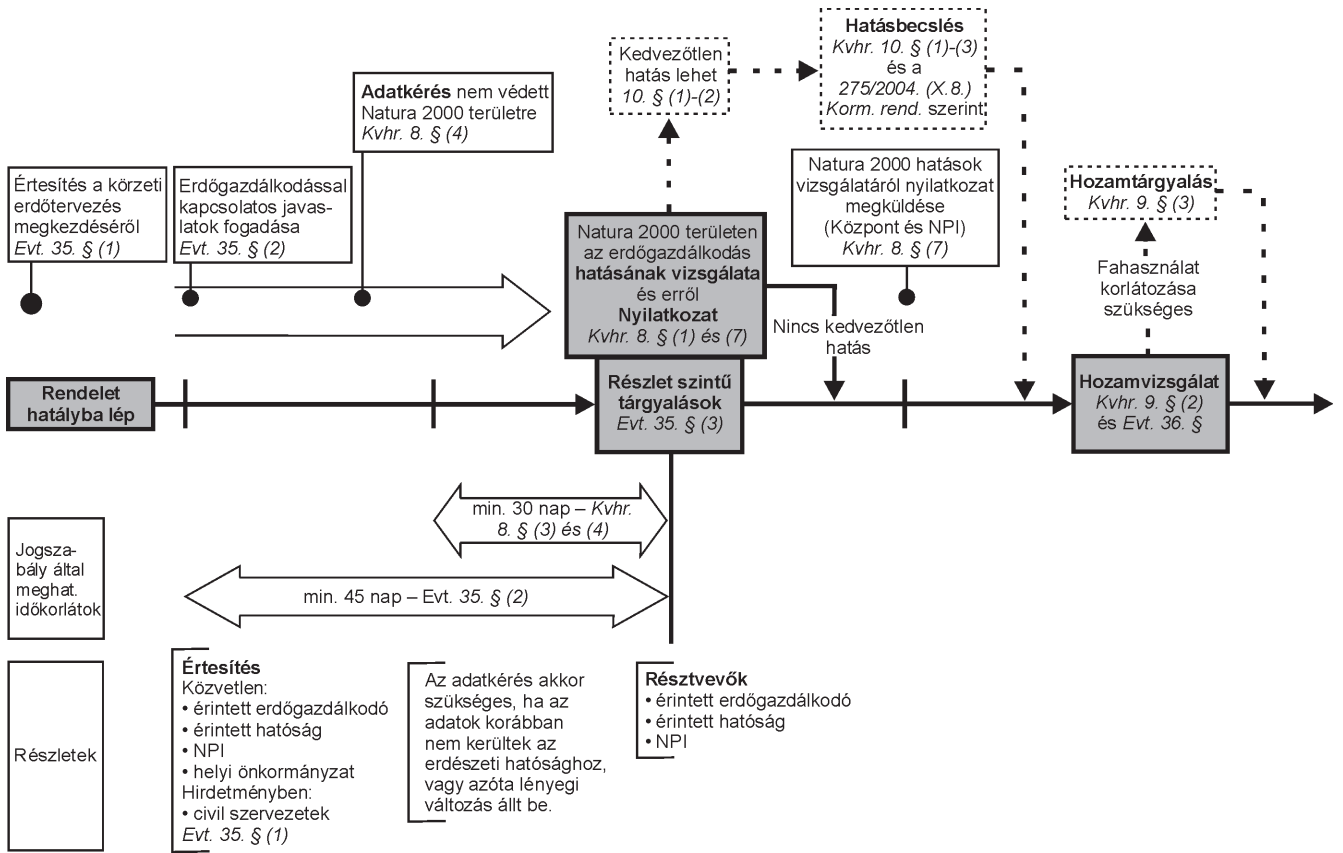 Hatásbecslés
Kvhr. 10. § (1)-(3)
és a
275/2004. (X.8.)
Korm. rend. szerint
Kedvezőtlen
hatás lehet
10. § (1)-(2)
Adatkérés nem védett
Natura 2000 területre
Kvhr. 8. § (4)
Értesítés a körzeti
erdőtervezés
megkezdéséről
Evt. 35. § (1)
Erdőgazdálkodással
kapcsolatos javas-
latok fogadása
Evt. 35. § (2)
Natura 2000 hatások
vizsgálatáról nyilatkozat
megküldése
(Központ és NPI)
Kvhr. 8. § (7)
Hozamtárgyalás
Kvhr. 9. § (3)
Natura 2000 területen
az erdőgazdálkodás
hatásának vizsgálata
és erről
Nyilatkozat
Kvhr. 8. § (1) és (7)
Nincs kedvezőtlen
hatás
Fahasználat
korlátozása
szükséges
Rendelet
hatályba lép
Részlet szintű
tárgyalások
Evt. 35. § (3)
Hozamvizsgálat
Kvhr. 9. § (2)
és Evt. 36. §
Jogsza-
bály által
meghat.
időkorlátok
min. 30 nap – Kvhr.
8. § (3) és (4)
min. 45 nap – Evt. 35. § (2)
Részletek
Értesítés
Közvetlen:
• érintett erdőgazdálkodó
• érintett hatóság
• NPI
• helyi önkormányzat
Hirdetményben:
• civil szervezetek
Evt. 35. § (1)
Az adatkérés akkor
szükséges, ha az
adatok korábban
nem kerültek az
erdészeti hatósághoz,
vagy azóta lényegi
változás állt be.
Résztvevők
• érintett erdőgazdálkodó
• érintett hatóság
• NPI